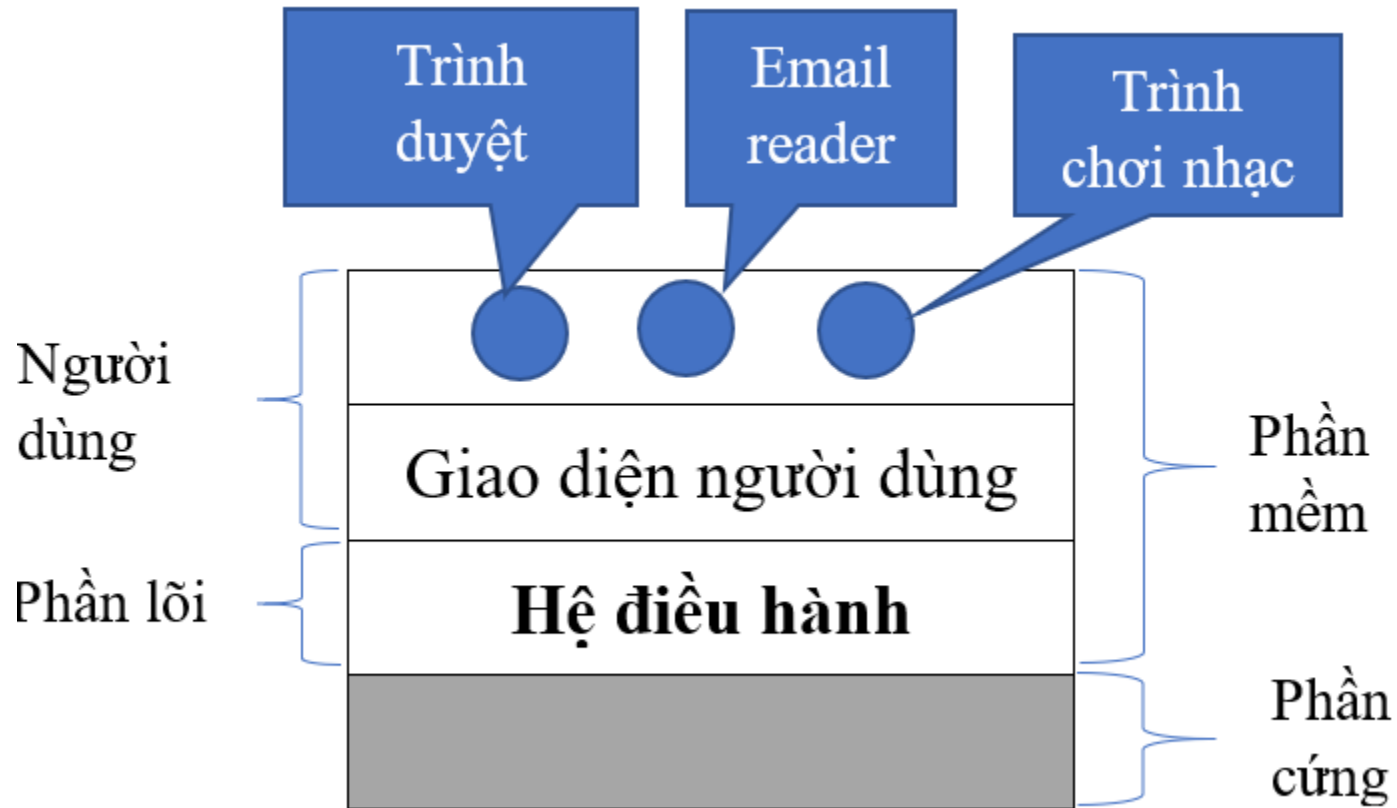 Trình
duyệt
Email
reader
Trình
chơi nhạc
Người
dùng
Giao diện người dùng
Phần
mềm
Phần lõi
Hệ điều hành
Phần
cứng